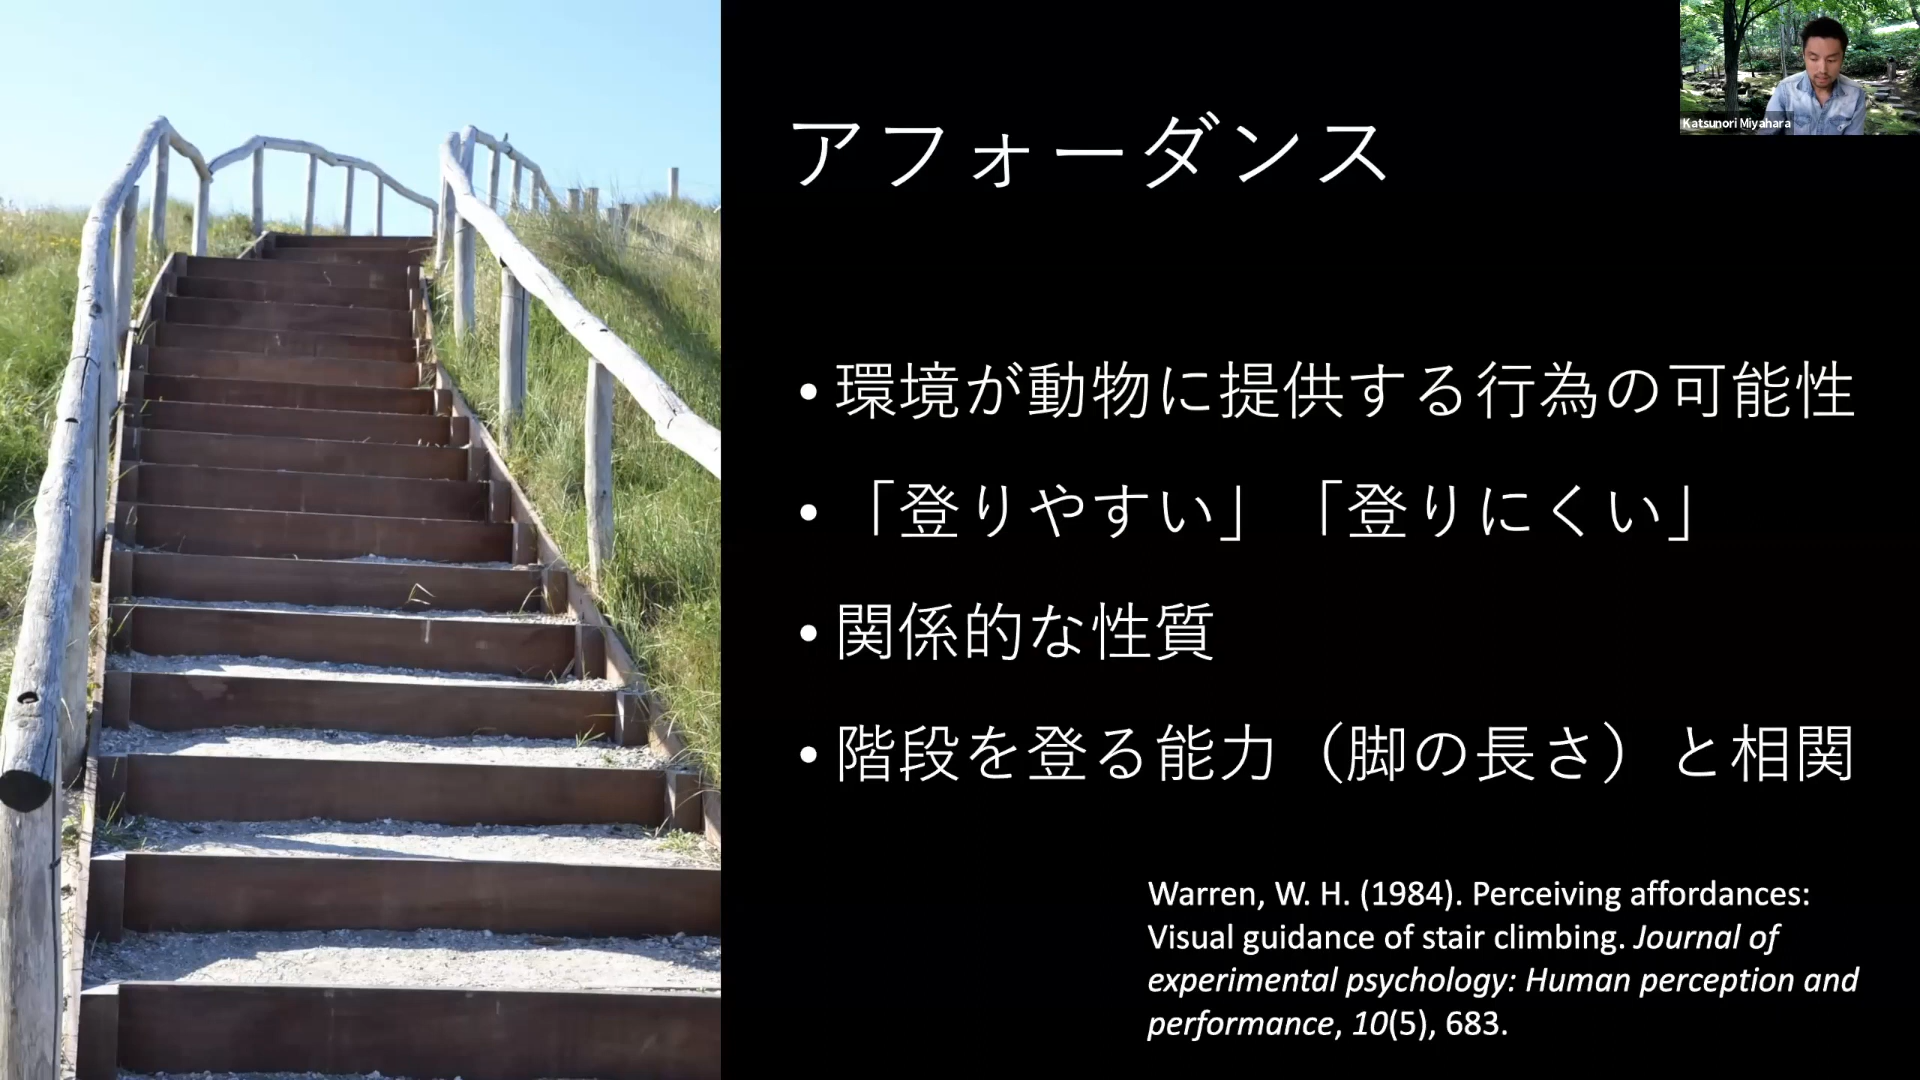 Katsunori Miyahara
アフォーダンス
• 環境が動物に提供する行為の可能性
• 「登りやすい」「登りにくい」
• 関係的な性質
• 階段を登る能力（脚の長さ）と相関
Warren, W. H. (1984). Perceiving affordances:
Visual guidance of stair climbing. Journal of
experimental psychology: Human perception and
performance, 10(5), 683.